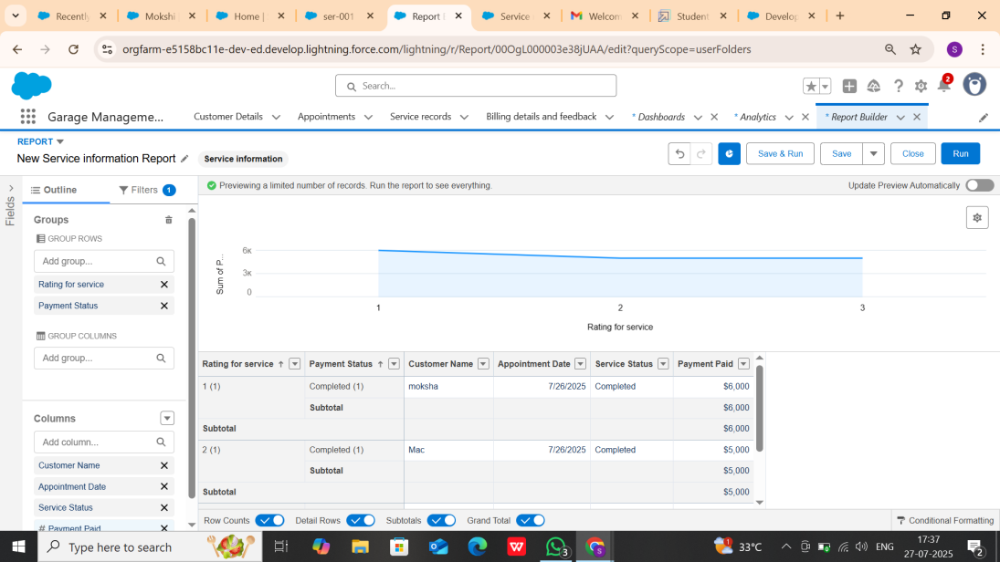 Recently
Mokshi
Home |
ser-001
Report |
Service
Welcom
Student
Develop
orgfarm-e5158bc11e-dev-ed.develop.lightning.force.com/lightning/r/Report/00OgL000003e38jUAA/edit?queryScope=userFolders
S
Search...
2
Garage Manageme...
Customer Details
Appointments
Service records
Billing details and feedback
* Dashboards
* Analytics
* Report Builder
REPORT
New Service information Report
Service information
Save & Run
Save
Close
Run
Fields
Outline
Filters 1
Previewing a limited number of records. Run the report to see everything.
Update Preview Automatically
Groups
GROUP ROWS
Add group...
Rating for service
Payment Status
GROUP COLUMNS
Add group...
Columns
Add column...
Customer Name
Appointment Date
Service Status
# Payment Paid
Sum of P...
6K
3K
0
1 2 3
Rating for service
Rating for service ↑ Payment Status ↑ Customer Name Appointment Date Service Status Payment Paid
1 (1) Completed (1) moksha 7/26/2025 Completed $6,000
Subtotal $6,000
Subtotal $6,000
2 (1) Completed (1) Mac 7/26/2025 Completed $5,000
Subtotal $5,000
Subtotal $5,000
Row Counts
Detail Rows
Subtotals
Grand Total
Conditional Formatting
Type here to search
W
3
S
1
33°C
ENG
17:37
27-07-2025
2